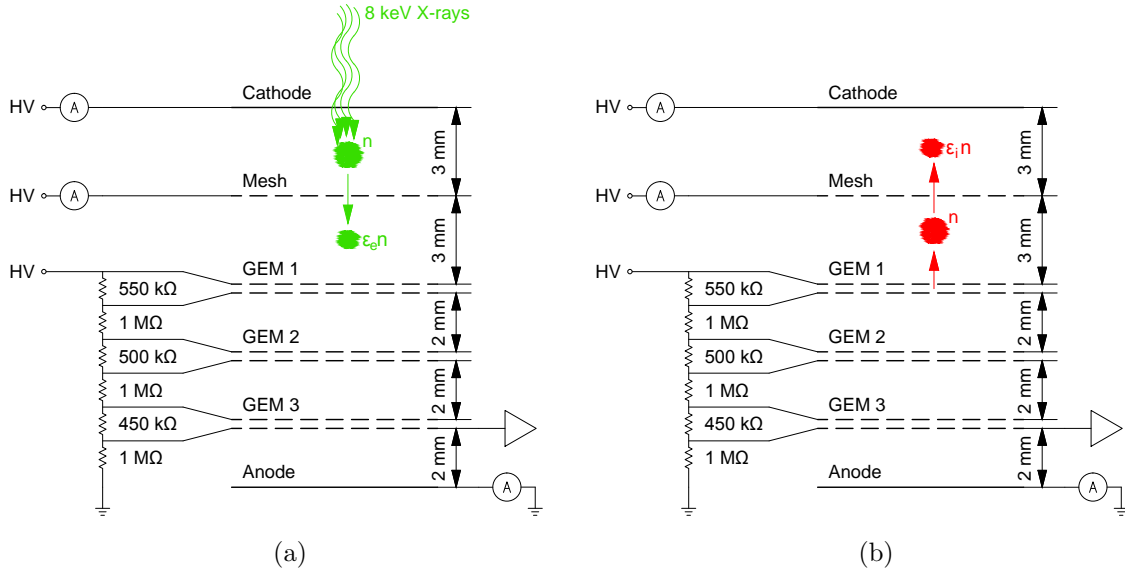 8 keV X-rays
HV A Cathode
n
3 mm
HV A Mesh
εₑn
3 mm
HV
GEM 1
550 kΩ
1 MΩ
2 mm
GEM 2
500 kΩ
1 MΩ
2 mm
GEM 3
450 kΩ
1 MΩ
2 mm
Anode
A
(a)
HV A Cathode
εᵢn
3 mm
HV A Mesh
n
3 mm
HV
GEM 1
550 kΩ
1 MΩ
2 mm
GEM 2
500 kΩ
1 MΩ
2 mm
GEM 3
450 kΩ
1 MΩ
2 mm
Anode
A
(b)